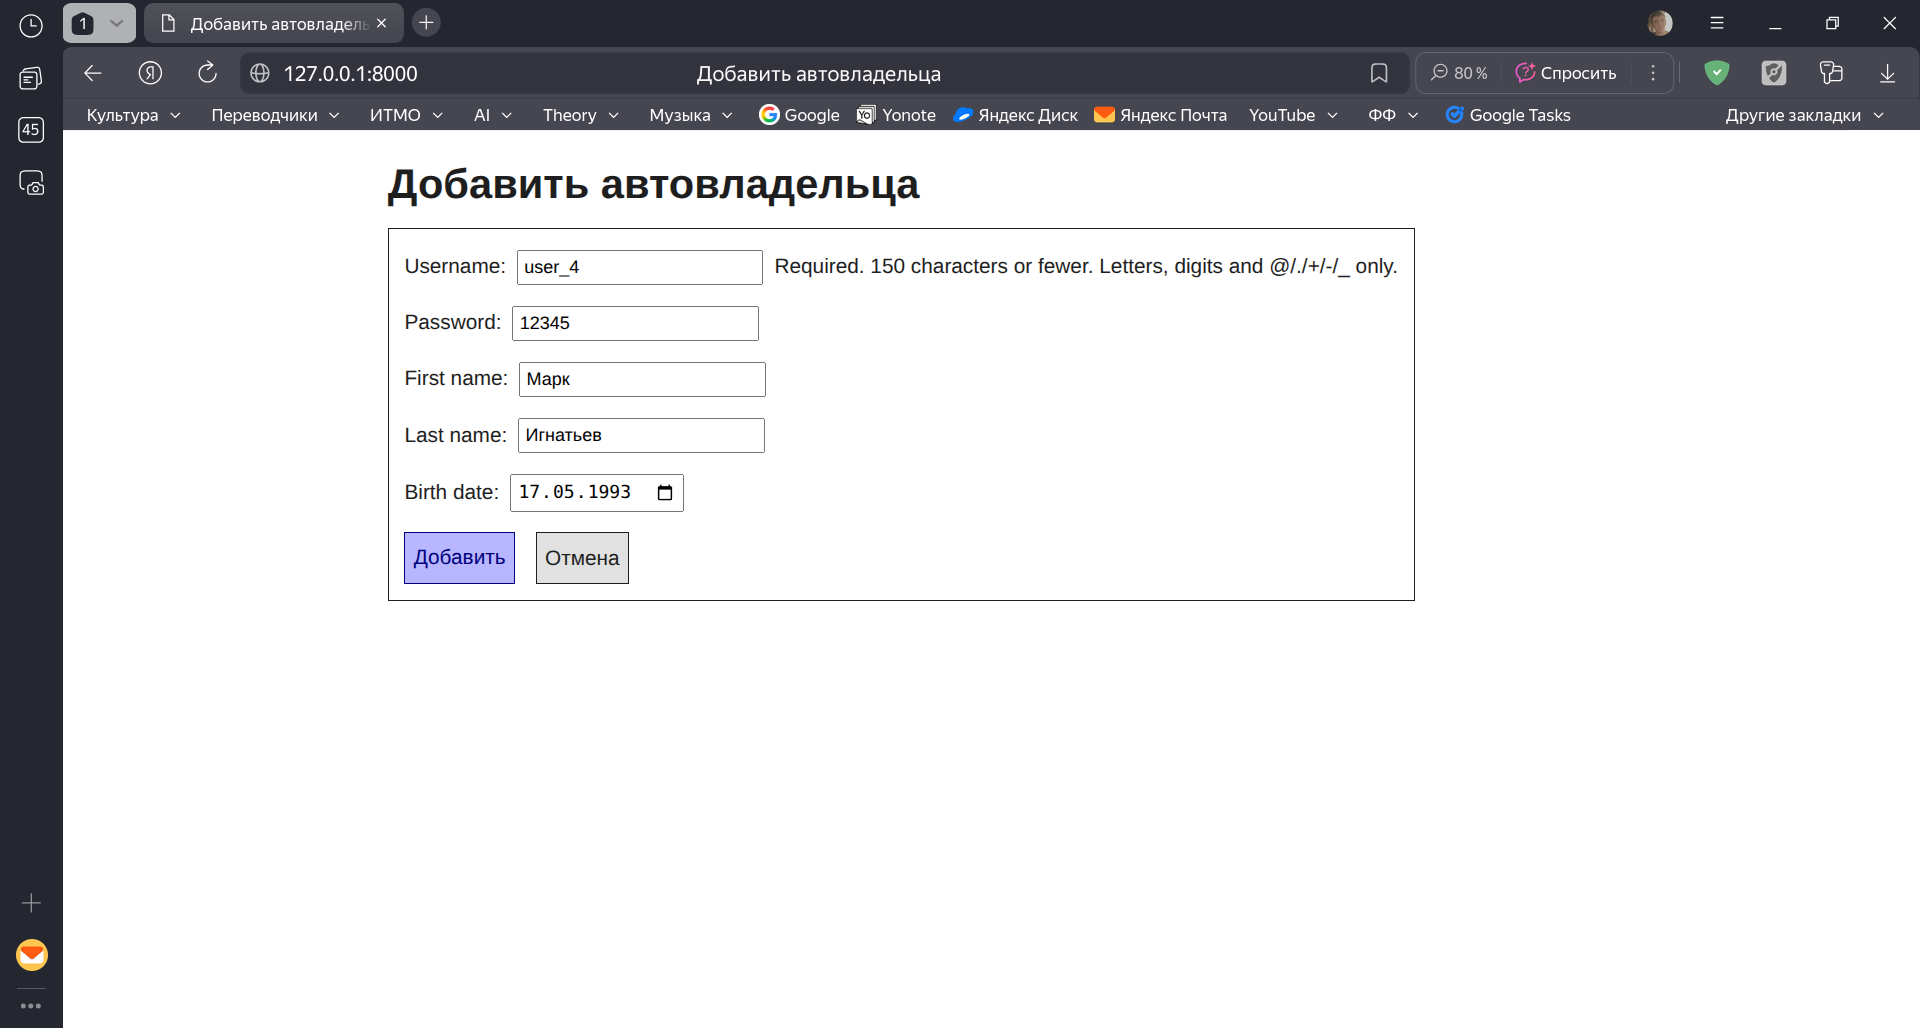 1
Добавить автовладель
127.0.0.1:8000
Добавить автовладельца
80 %
Спросить
45
Культура
Переводчики
ИТМО
AI
Theory
Музыка
Google
Yonote
Яндекс Диск
Яндекс Почта
YouTube
ФФ
Google Tasks
Другие закладки
Добавить автовладельца
Username: user_4 Required. 150 characters or fewer. Letters, digits and @/./+/-/_ only.
Password: 12345
First name: Марк
Last name: Игнатьев
Birth date: 17.05.1993
Добавить Отмена